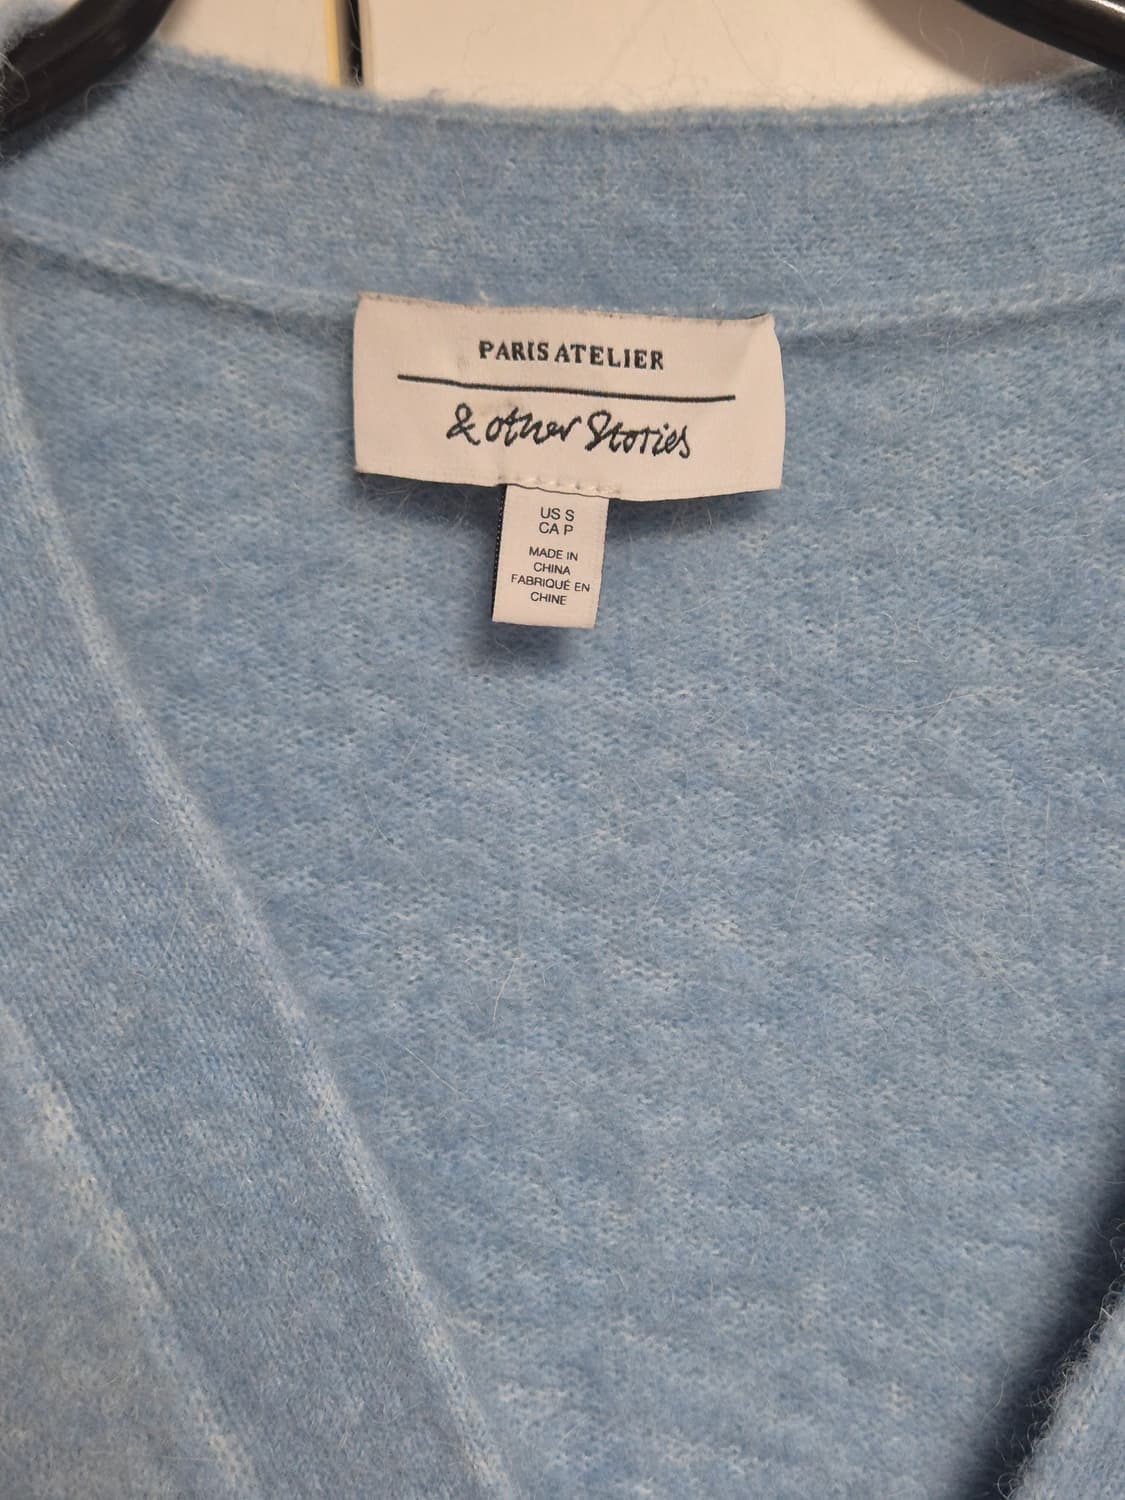 PARIS ATELIER
& other Stories
US S
CA P
MADE IN
CHINA
FABRIQUÉ EN
CHINE